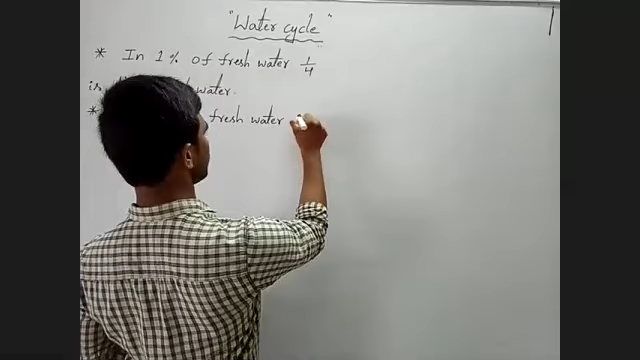 "Water cycle"
* In 1% of fresh water 1/4
is water.
* fresh water